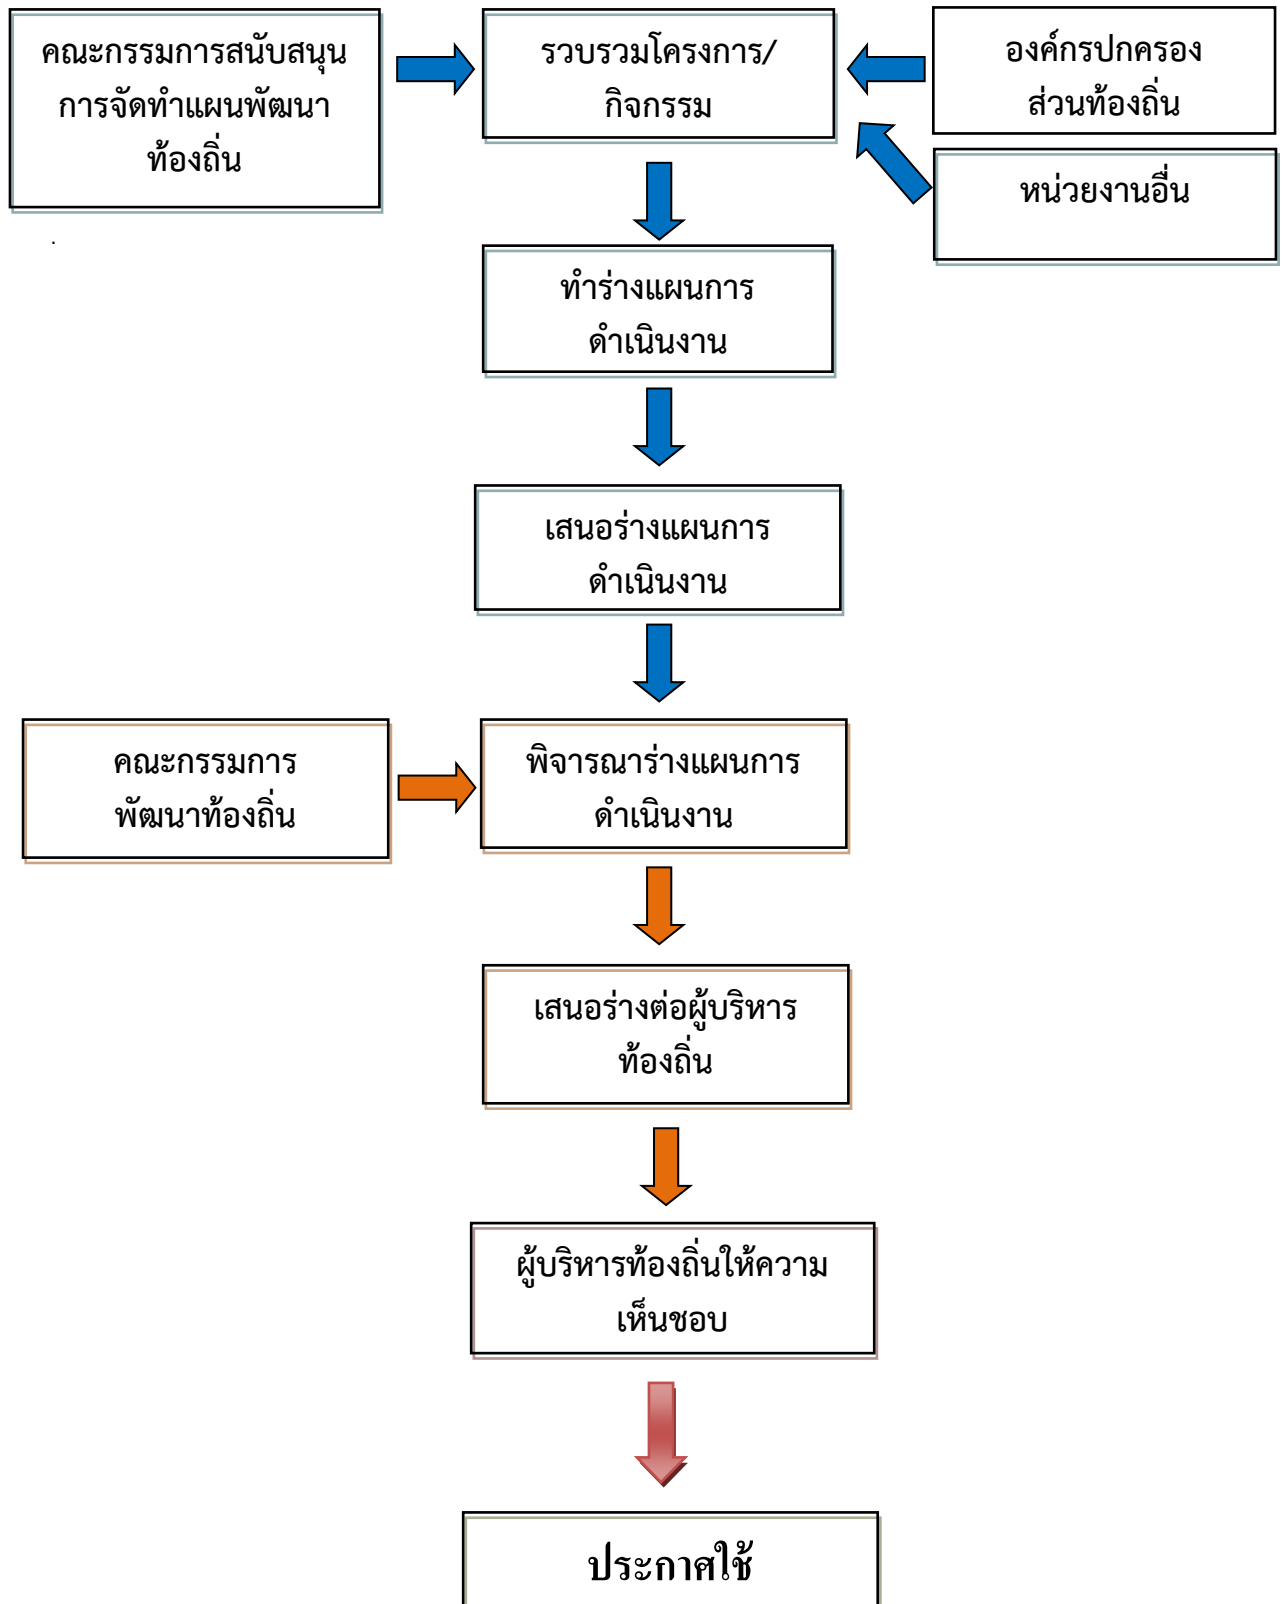 คณะกรรมการสนับสนุน
การจัดทำแผนพัฒนา
ท้องถิ่น
รวบรวมโครงการ/
กิจกรรม
องค์กรปกครอง
ส่วนท้องถิ่น
หน่วยงานอื่น
ทำร่างแผนการ
ดำเนินงาน
เสนอร่างแผนการ
ดำเนินงาน
คณะกรรมการ
พัฒนาท้องถิ่น
พิจารณาร่างแผนการ
ดำเนินงาน
เสนอร่างต่อผู้บริหาร
ท้องถิ่น
ผู้บริหารท้องถิ่นให้ความ
เห็นชอบ
ประกาศใช้